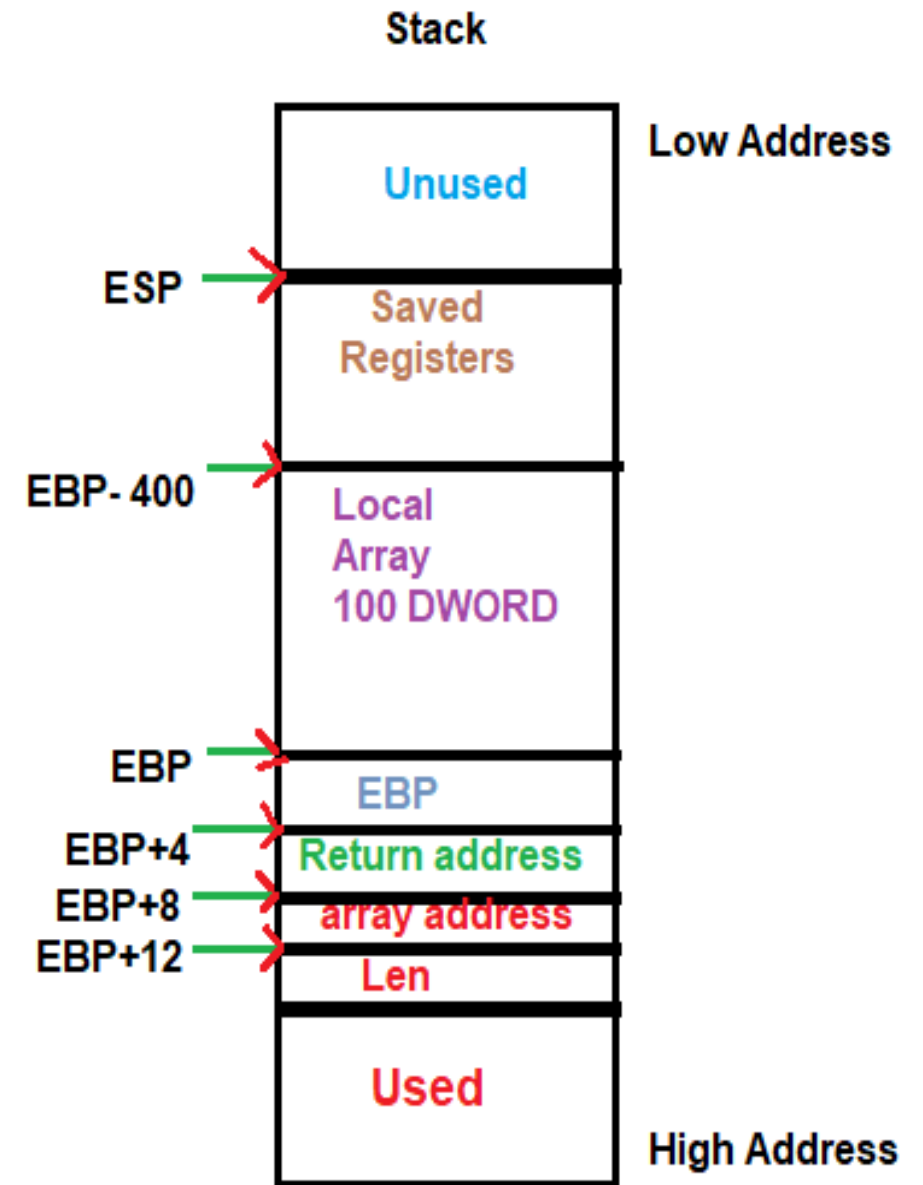 Stack
Low Address
Unused
ESP
Saved
Registers
EBP- 400
Local
Array
100 DWORD
EBP
EBP
EBP+4
Return address
EBP+8
array address
EBP+12
Len
Used
High Address